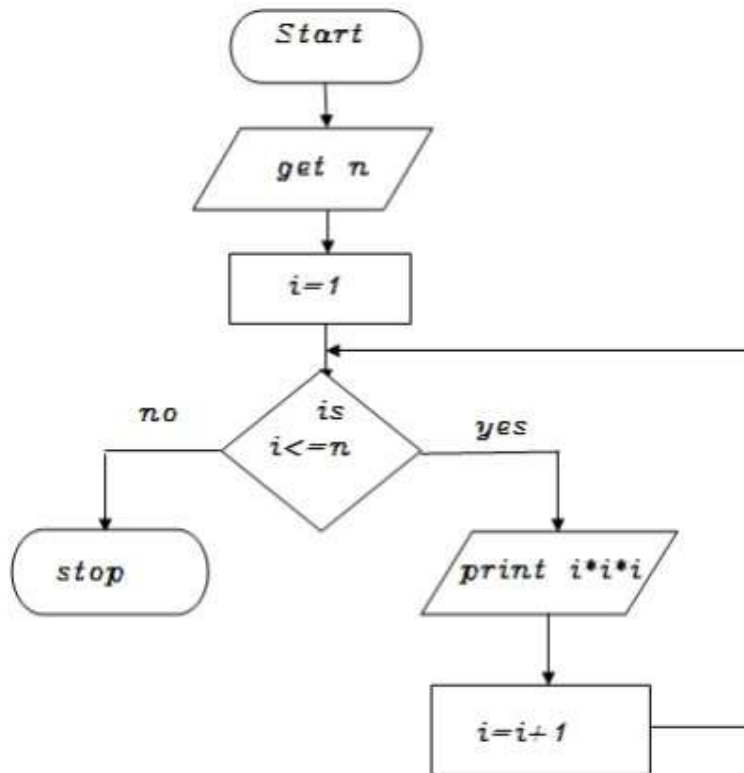 Start
get n
i=1
is
i<=n
no
yes
stop
print i*i*i
i=i+1